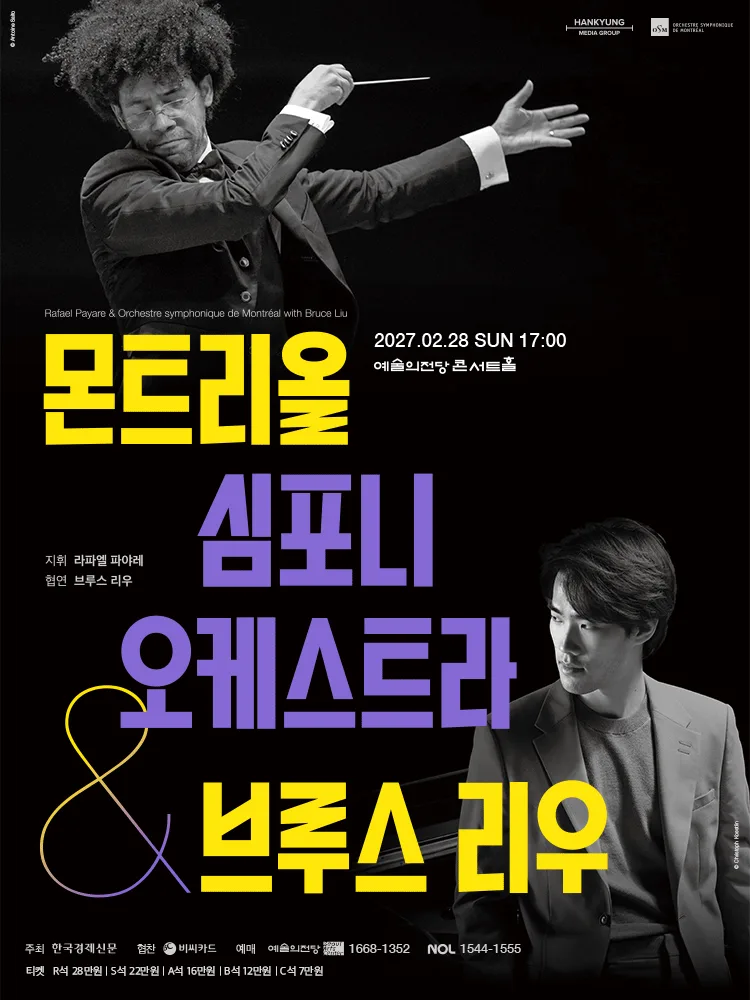 © Antoine Saito
HANKYUNG
MEDIA GROUP
OSM
ORCHESTRE SYMPHONIQUE
DE MONTRÉAL
Rafael Payare & Orchestre symphonique de Montréal with Bruce Liu
몬트리올
2027.02.28 SUN 17:00
예술의전당 콘서트홀
심포니
지휘 라파엘 파야레
협연 브루스 리우
오케스트라
& 브루스 리우
주최 한국경제신문 협찬 비씨카드 예매 예술의전당 1668-1352 NOL 1544-1555
티켓 R석 28만원 | S석 22만원 | A석 16만원 | B석 12만원 | C석 7만원